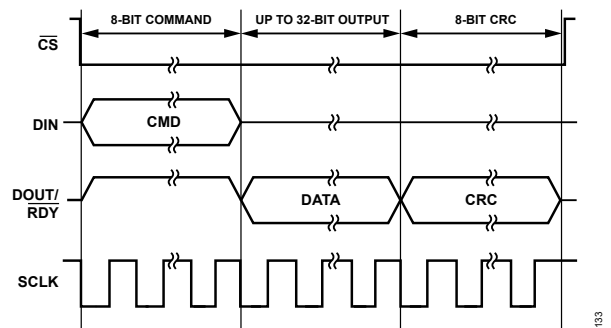 8-BIT COMMAND
UP TO 32-BIT OUTPUT
8-BIT CRC
CS
DIN
CMD
DOUT/
RDY
DATA
CRC
SCLK
133